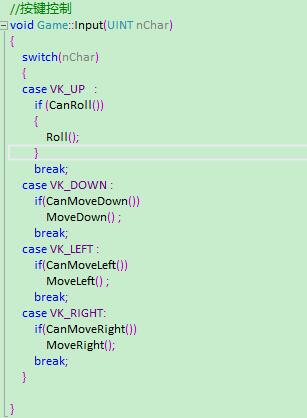 //按键控制
void Game::Input(UINT nChar)
{
switch(nChar)
{
case VK_UP :
if (CanRoll())
{
Roll();
}
break;
case VK_DOWN :
if(CanMoveDown())
MoveDown() ;
break;
case VK_LEFT :
if(CanMoveLeft())
MoveLeft() ;
break;
case VK_RIGHT:
if(CanMoveRight())
MoveRight();
break;
}
}